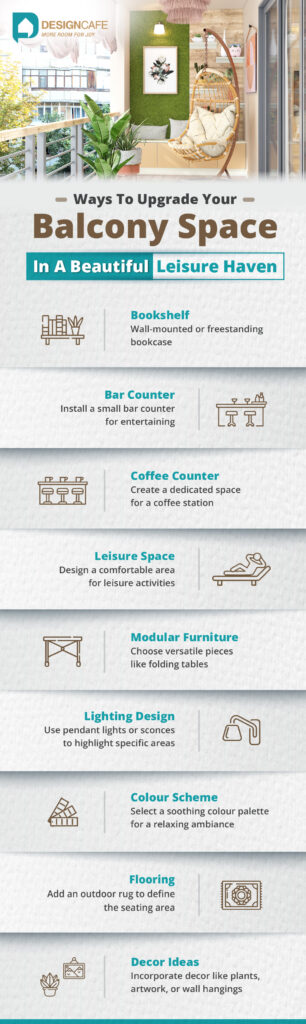 DESIGNCAFE
MORE ROOM FOR JOY
Ways To Upgrade Your
Balcony Space
In A Beautiful Leisure Haven
Bookshelf
Wall-mounted or freestanding
bookcase
Bar Counter
Install a small bar counter
for entertaining
Coffee Counter
Create a dedicated space
for a coffee station
Leisure Space
Design a comfortable area
for leisure activities
Modular Furniture
Choose versatile pieces
like folding tables
Lighting Design
Use pendant lights or sconces
to highlight specific areas
Colour Scheme
Select a soothing colour palette
for a relaxing ambiance
Flooring
Add an outdoor rug to define
the seating area
Decor Ideas
Incorporate decor like plants,
artwork, or wall hangings